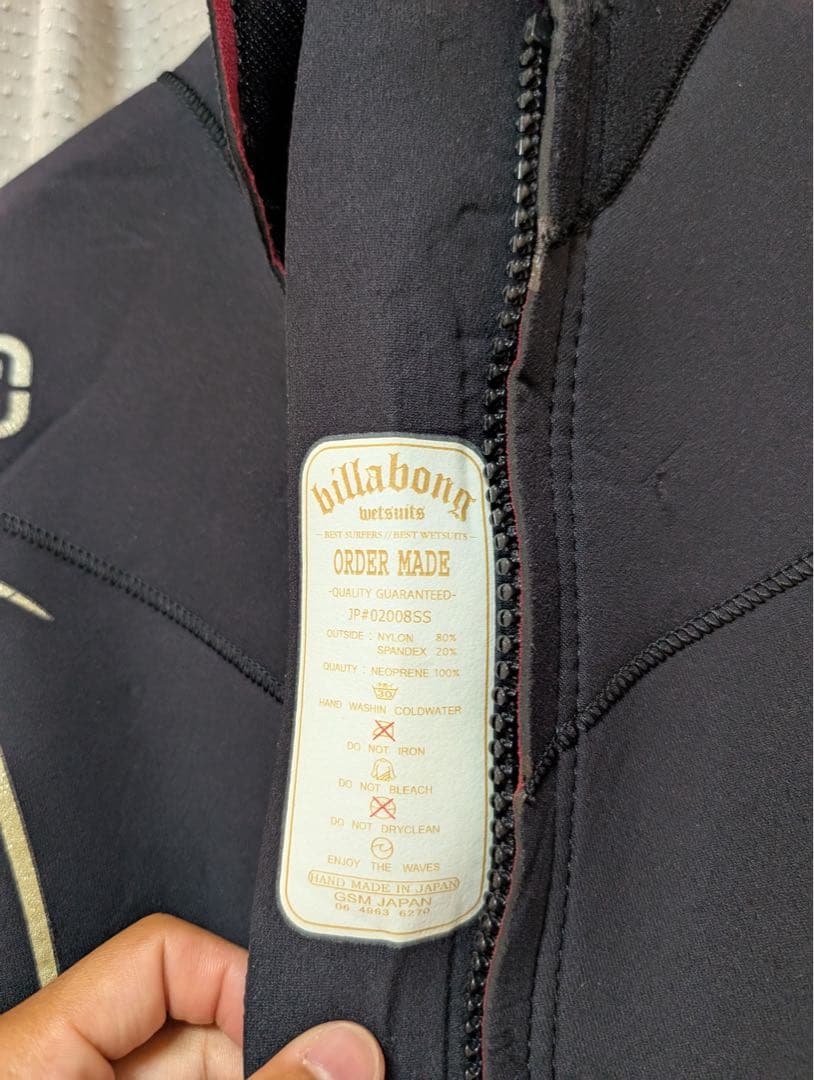 billabong
wetsuits
BEST SURFERS // BEST WETSUITS
ORDER MADE
-QUALITY GUARANTEED-
JP#02008SS
OUTSIDE : NYLON 80%
SPANDEX 20%
QUALITY : NEOPRENE 100%
30
HAND WASHIN COLDWATER
DO NOT IRON
DO NOT BLEACH
DO NOT DRYCLEAN
ENJOY THE WAVES
HAND MADE IN JAPAN
GSM JAPAN
06 4963 6270